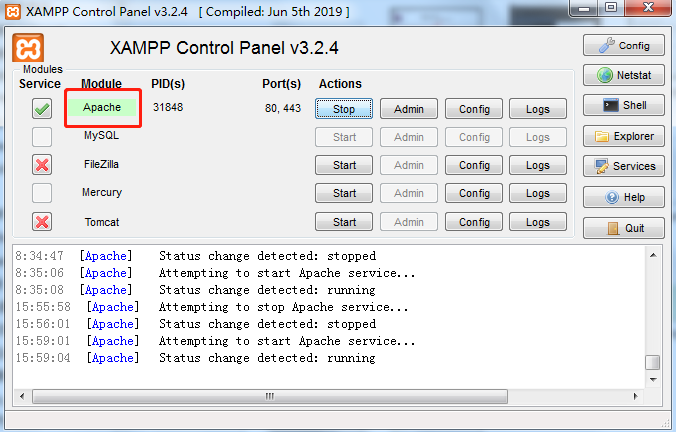 XAMPP Control Panel v3.2.4 [ Compiled: Jun 5th 2019 ]
XAMPP Control Panel v3.2.4
Config
Modules
Service Module PID(s) Port(s) Actions
Netstat
Apache 31848 80, 443 Stop Admin Config Logs
Shell
MySQL Start Admin Config Logs
Explorer
FileZilla Start Admin Config Logs
Services
Mercury Start Admin Config Logs
Help
Tomcat Start Admin Config Logs
Quit
8:34:47 [Apache] Status change detected: stopped
8:35:06 [Apache] Attempting to start Apache service...
8:35:08 [Apache] Status change detected: running
15:55:58 [Apache] Attempting to stop Apache service...
15:56:01 [Apache] Status change detected: stopped
15:59:01 [Apache] Attempting to start Apache service...
15:59:04 [Apache] Status change detected: running